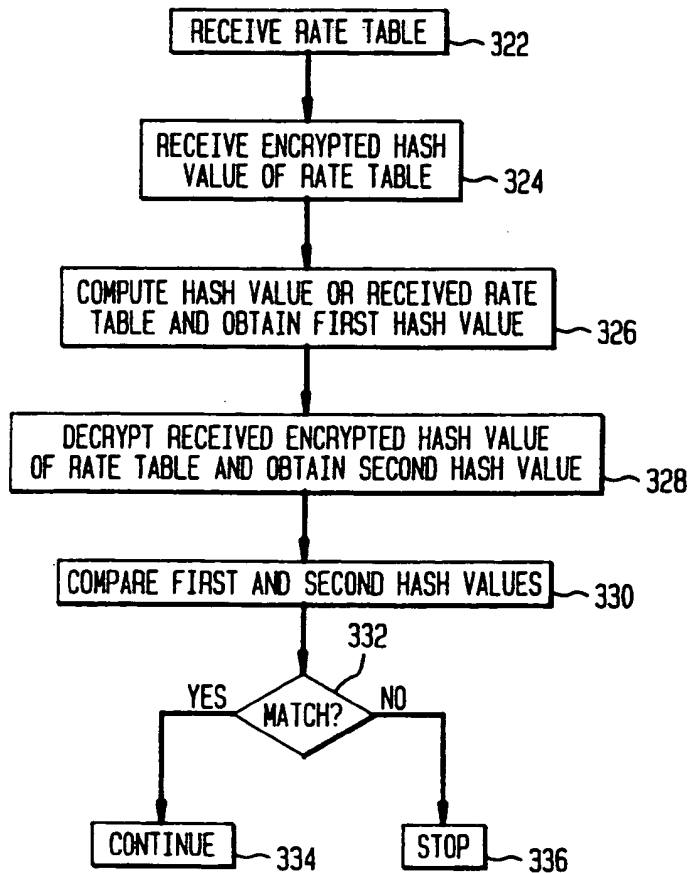 RECEIVE RATE TABLE
322
RECEIVE ENCRYPTED HASH
VALUE OF RATE TABLE
324
COMPUTE HASH VALUE OR RECEIVED RATE
TABLE AND OBTAIN FIRST HASH VALUE
326
DECRYPT RECEIVED ENCRYPTED HASH VALUE
OF RATE TABLE AND OBTAIN SECOND HASH VALUE
328
COMPARE FIRST AND SECOND HASH VALUES
330
332
YES
MATCH?
NO
CONTINUE
334
STOP
336